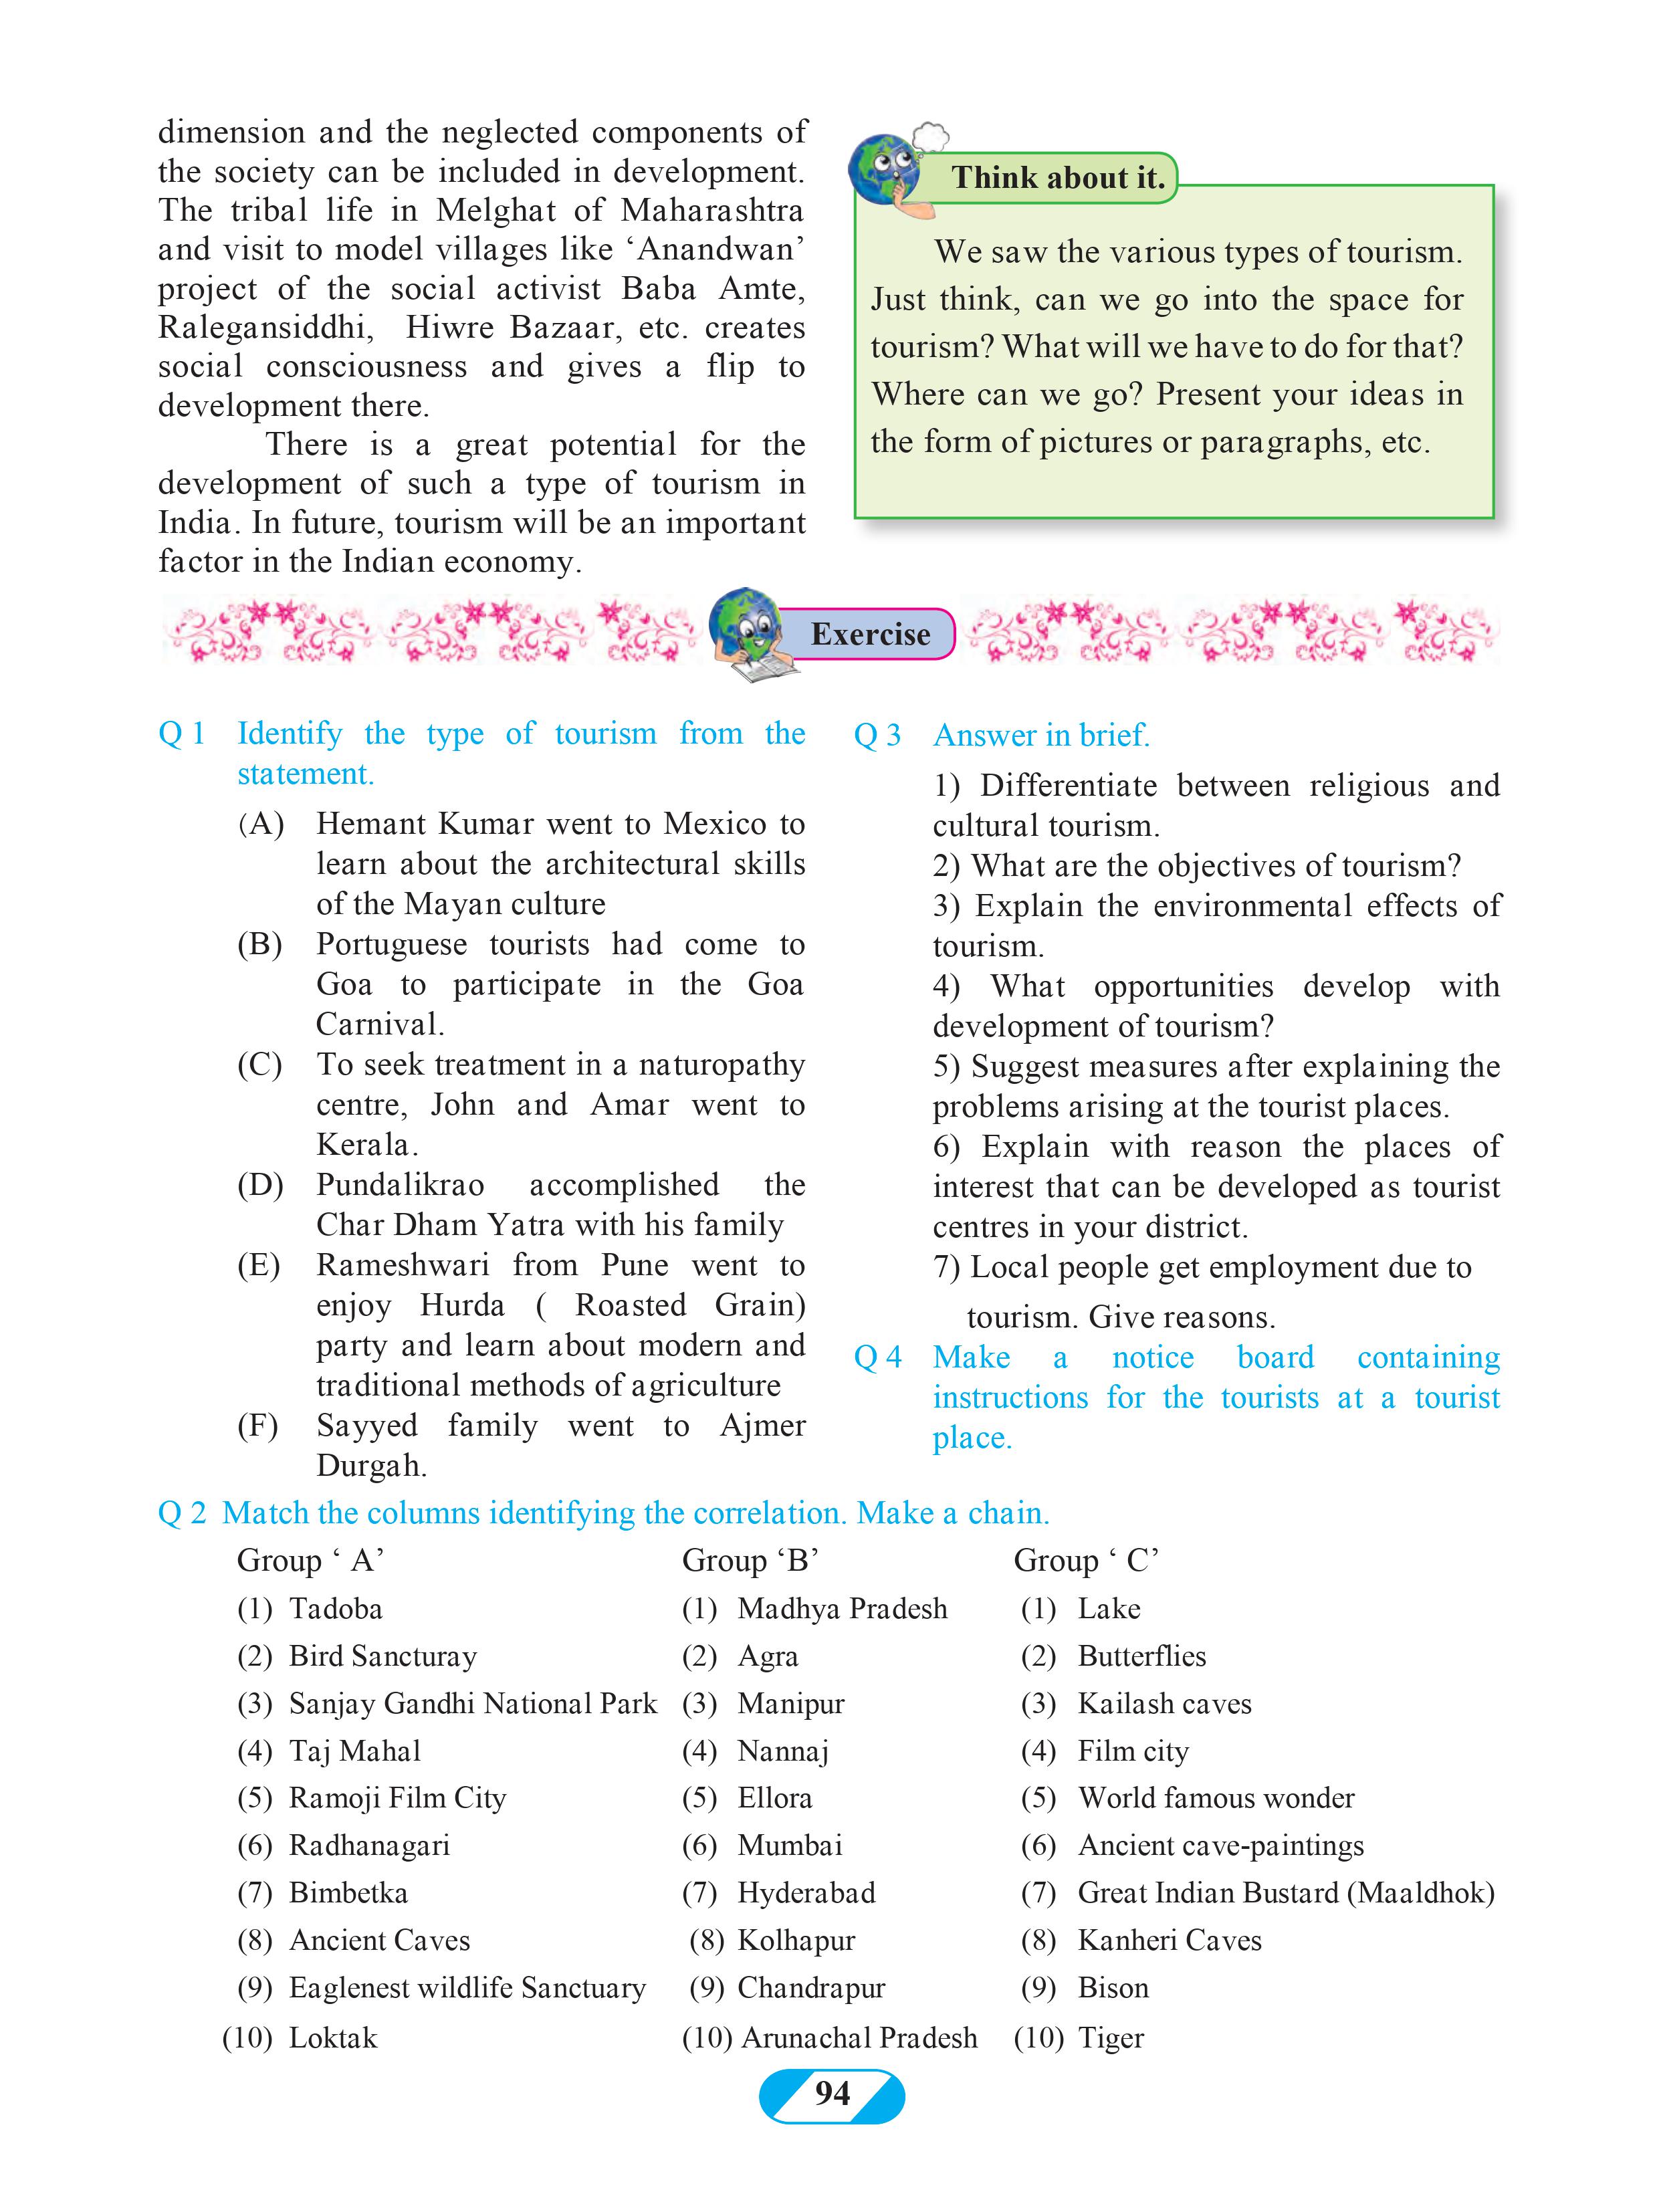 dimension and the neglected components of
the society can be included in development.
The tribal life in Melghat of Maharashtra
and visit to model villages like ‘Anandwan’
project of the social activist Baba Amte,
Ralegansiddhi, Hiwre Bazaar, etc. creates
social consciousness and gives a flip to
development there.
There is a great potential for the
development of such a type of tourism in
India. In future, tourism will be an important
factor in the Indian economy.
Think about it.
We saw the various types of tourism.
Just think, can we go into the space for
tourism? What will we have to do for that?
Where can we go? Present your ideas in
the form of pictures or paragraphs, etc.
Exercise
Q 1 Identify the type of tourism from the
statement.
(A) Hemant Kumar went to Mexico to
learn about the architectural skills
of the Mayan culture
(B) Portuguese tourists had come to
Goa to participate in the Goa
Carnival.
(C) To seek treatment in a naturopathy
centre, John and Amar went to
Kerala.
(D) Pundalikrao accomplished the
Char Dham Yatra with his family
(E) Rameshwari from Pune went to
enjoy Hurda ( Roasted Grain)
party and learn about modern and
traditional methods of agriculture
(F) Sayyed family went to Ajmer
Durgah.
Q 3 Answer in brief.
1) Differentiate between religious and
cultural tourism.
2) What are the objectives of tourism?
3) Explain the environmental effects of
tourism.
4) What opportunities develop with
development of tourism?
5) Suggest measures after explaining the
problems arising at the tourist places.
6) Explain with reason the places of
interest that can be developed as tourist
centres in your district.
7) Local people get employment due to
tourism. Give reasons.
Q 4 Make a notice board containing
instructions for the tourists at a tourist
place.
Q 2 Match the columns identifying the correlation. Make a chain.
Group ‘ A’ Group ‘B’ Group ‘ C’
(1) Tadoba (1) Madhya Pradesh (1) Lake
(2) Bird Sancturay (2) Agra (2) Butterflies
(3) Sanjay Gandhi National Park (3) Manipur (3) Kailash caves
(4) Taj Mahal (4) Nannaj (4) Film city
(5) Ramoji Film City (5) Ellora (5) World famous wonder
(6) Radhanagari (6) Mumbai (6) Ancient cave-paintings
(7) Bimbetka (7) Hyderabad (7) Great Indian Bustard (Maaldhok)
(8) Ancient Caves (8) Kolhapur (8) Kanheri Caves
(9) Eaglenest wildlife Sanctuary (9) Chandrapur (9) Bison
(10) Loktak (10) Arunachal Pradesh (10) Tiger
94